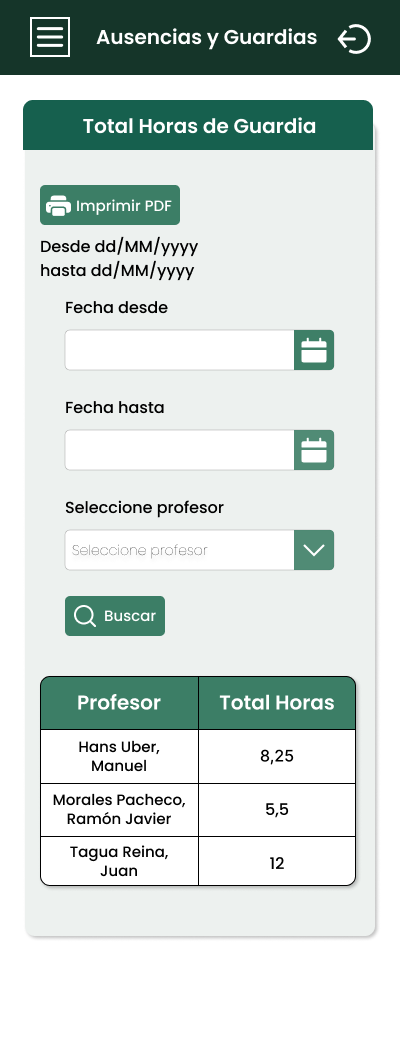 Ausencias y Guardias
Total Horas de Guardia
Imprimir PDF
Desde dd/MM/yyyy
hasta dd/MM/yyyy
Fecha desde
Fecha hasta
Seleccione profesor
Seleccione profesor
Buscar
Profesor Total Horas
Hans Uber,
Manuel
8,25
Morales Pacheco,
Ramón Javier
5,5
Tagua Reina,
Juan
12